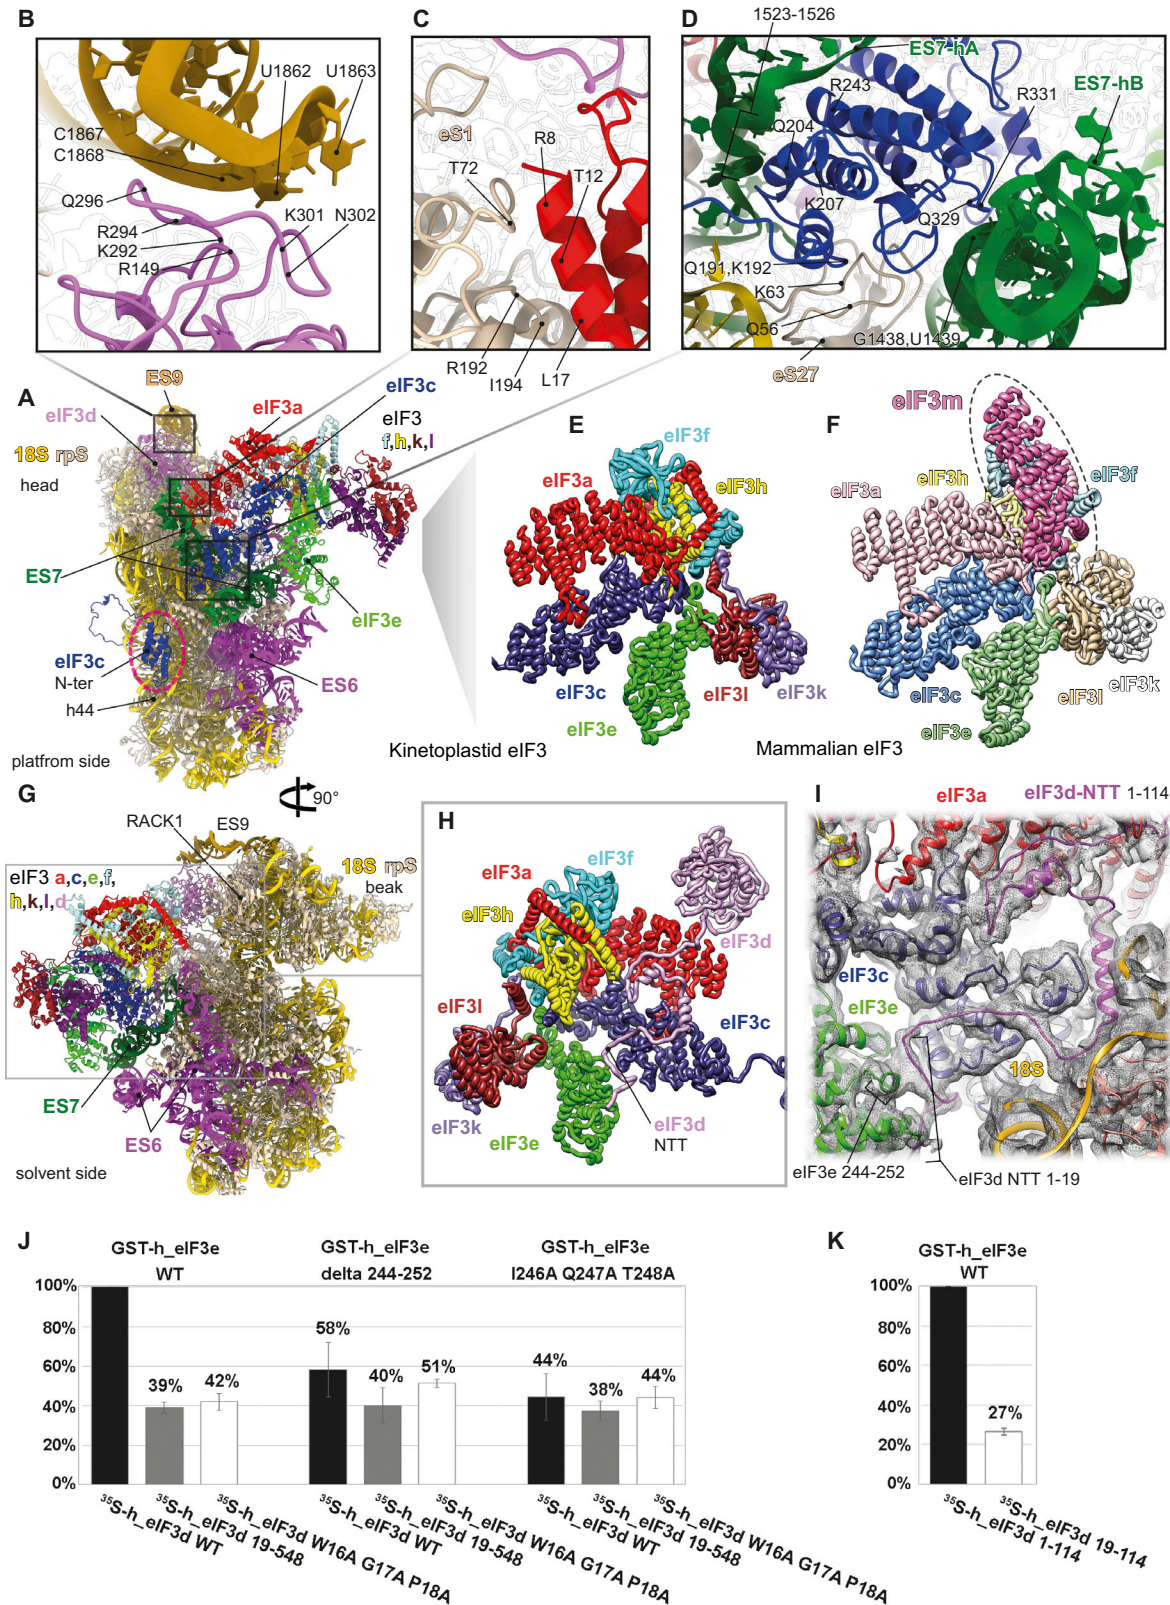 B
U1862
U1863
C1867
C1868
Q296
R294
K292
R149
K301
N302
C
eS1
R8
T72
T12
R192
I194
L17
D
1523-1526
ES7-hA
ES7-hB
R243
R331
Q204
K207
Q329
Q191,K192
K63
Q56
G1438,U1439
eS27
A
ES9
eIF3d
eIF3a
eIF3c
eIF3
f,h,k,l
18S rpS
head
ES7
eIF3e
eIF3c
N-ter
ES6
h44
platfrom side
E
eIF3f
eIF3a
eIF3h
eIF3c
eIF3l
eIF3k
eIF3e
Kinetoplastid eIF3
F
eIF3m
eIF3h
eIF3f
eIF3a
eIF3c
eIF3k
eIF3l
eIF3e
Mammalian eIF3
G
90°
RACK1
ES9
18S rpS
beak
eIF3 a,c,e,f,
h,k,l,d
ES7
ES6
solvent side
H
eIF3a
eIF3f
eIF3h
eIF3d
eIF3l
eIF3c
eIF3k
eIF3e
eIF3d
NTT
I
eIF3a
eIF3d-NTT 1-114
eIF3c
eIF3e
18S
eIF3e 244-252
eIF3d NTT 1-19
J
GST-h_eIF3e
WT
GST-h_eIF3e
delta 244-252
GST-h_eIF3e
I246A Q247A T248A
100%
80%
60%
40%
20%
0%
39%
42%
58%
40%
51%
44%
38%
44%
35S-h_eIF3d WT
35S-h_eIF3d 19-548
35S-h_eIF3d W16A G17A P18A
35S-h_eIF3d WT
35S-h_eIF3d 19-548
35S-h_eIF3d W16A G17A P18A
35S-h_eIF3d WT
35S-h_eIF3d 19-548
35S-h_eIF3d W16A G17A P18A
K
GST-h_eIF3e
WT
100%
80%
60%
40%
20%
0%
27%
35S-h_eIF3d 1-114
35S-h_eIF3d 19-114